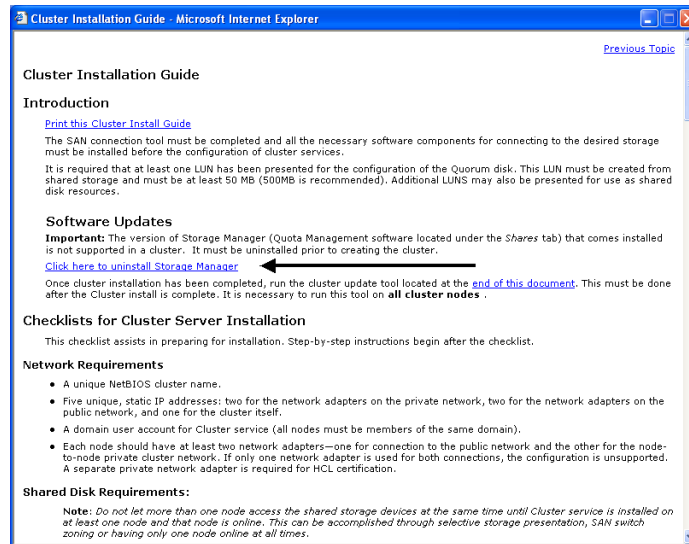 Cluster Installation Guide - Microsoft Internet Explorer
Previous Topic
Cluster Installation Guide
Introduction
Print this Cluster Install Guide
The SAN connection tool must be completed and all the necessary software components for connecting to the desired storage
must be installed before the configuration of cluster services.
It is required that at least one LUN has been presented for the configuration of the Quorum disk. This LUN must be created from
shared storage and must be at least 50 MB (500MB is recommended). Additional LUNS may also be presented for use as shared
disk resources.
Software Updates
Important: The version of Storage Manager (Quota Management software located under the Shares tab) that comes installed
is not supported in a cluster. It must be uninstalled prior to creating the cluster.
Click here to uninstall Storage Manager
Once cluster installation has been completed, run the cluster update tool located at the end of this document. This must be done
after the Cluster install is complete. It is necessary to run this tool on all cluster nodes .
Checklists for Cluster Server Installation
This checklist assists in preparing for installation. Step-by-step instructions begin after the checklist.
Network Requirements
• A unique NetBIOS cluster name.
• Five unique, static IP addresses: two for the network adapters on the private network, two for the network adapters on the
public network, and one for the cluster itself.
• A domain user account for Cluster service (all nodes must be members of the same domain).
• Each node should have at least two network adapters—one for connection to the public network and the other for the node-
to-node private cluster network. If only one network adapter is used for both connections, the configuration is unsupported.
A separate private network adapter is required for HCL certification.
Shared Disk Requirements:
Note: Do not let more than one node access the shared storage devices at the same time until Cluster service is installed on
at least one node and that node is online. This can be accomplished through selective storage presentation, SAN switch
zoning or having only one node online at all times.